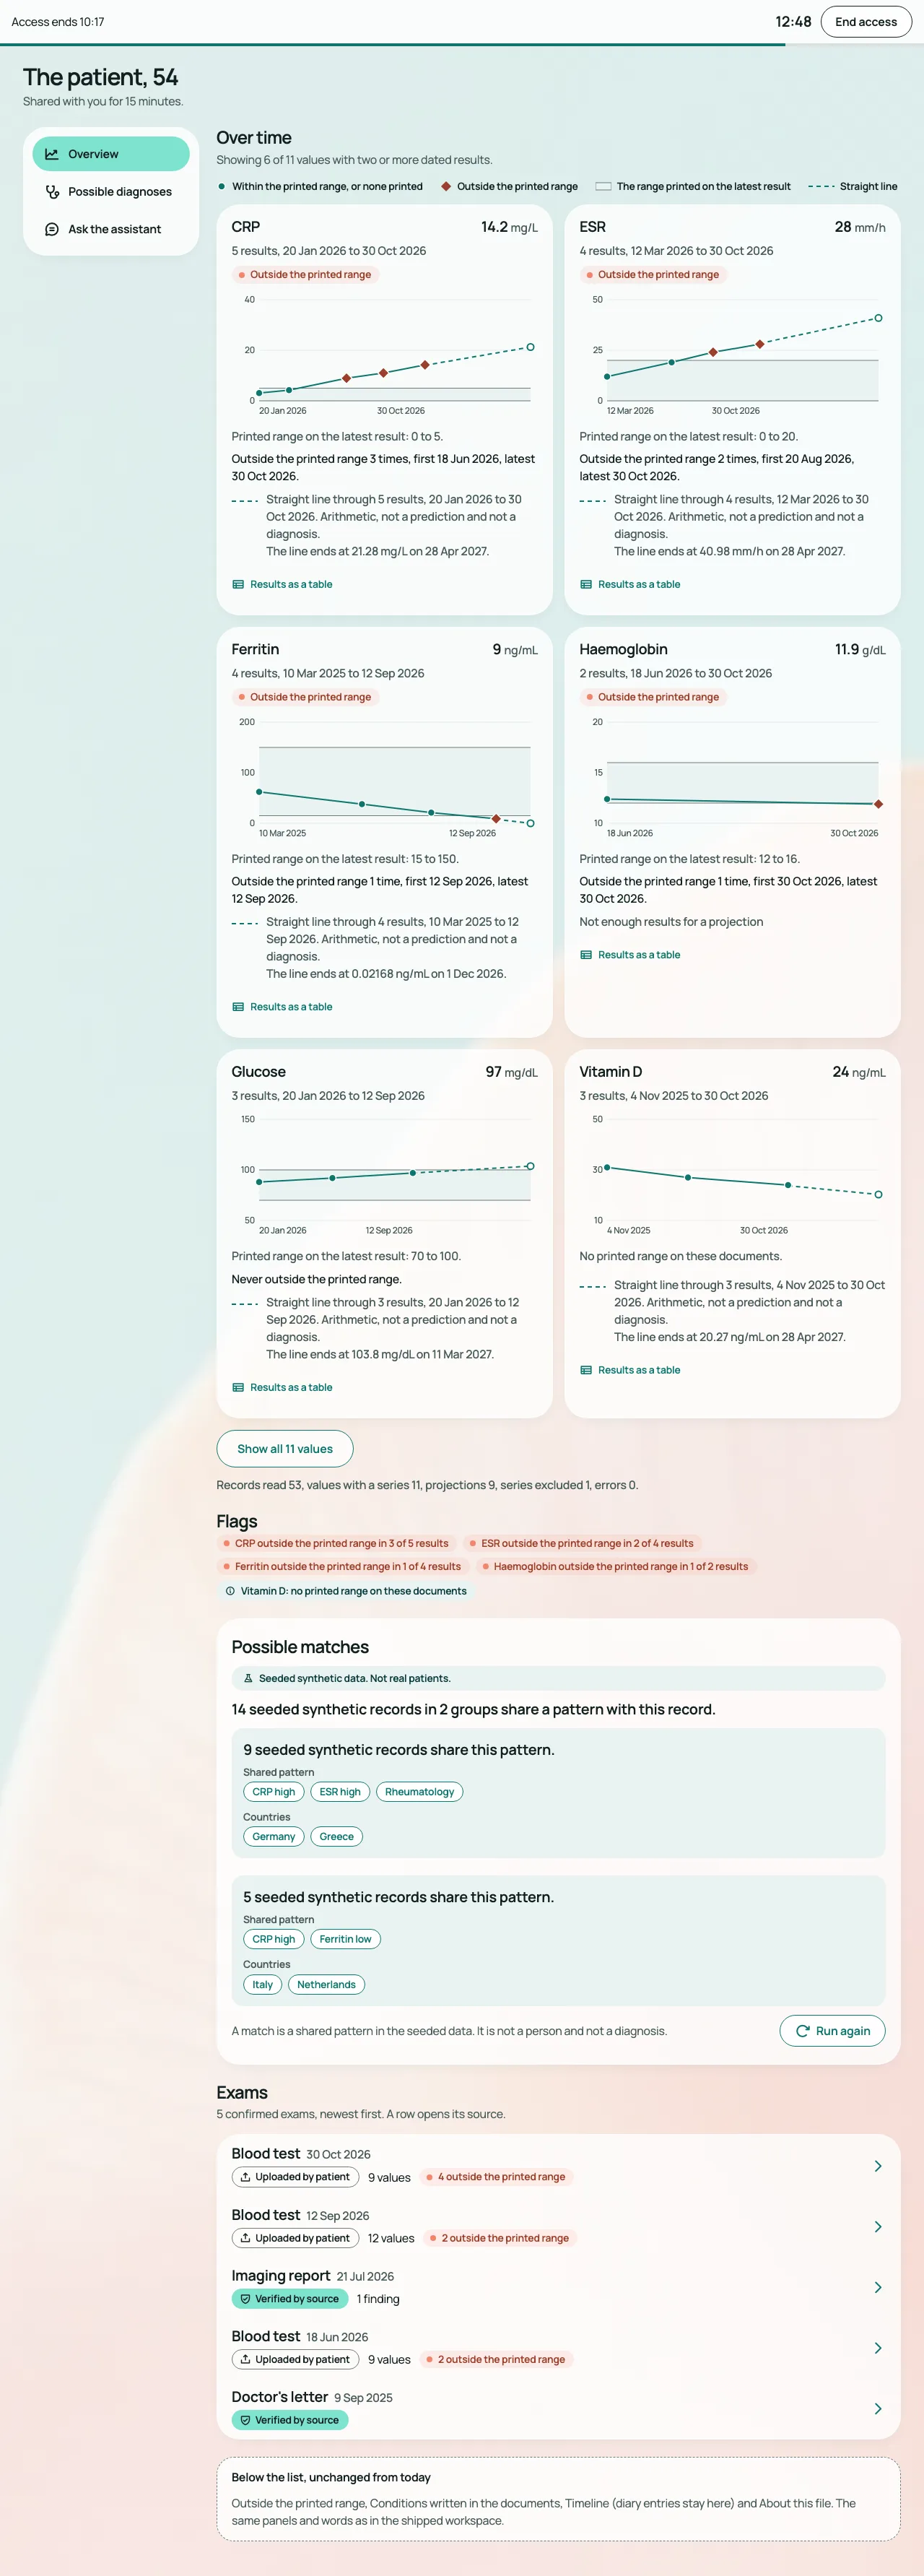 Access ends 10:17
12:48
End access
The patient, 54
Shared with you for 15 minutes.
Overview
Possible diagnoses
Ask the assistant
Over time
Showing 6 of 11 values with two or more dated results.
Within the printed range, or none printed
Outside the printed range
The range printed on the latest result
Straight line
CRP
14.2 mg/L
5 results, 20 Jan 2026 to 30 Oct 2026
Outside the printed range
40
20
0
20 Jan 2026
30 Oct 2026
Printed range on the latest result: 0 to 5.
Outside the printed range 3 times, first 18 Jun 2026, latest
30 Oct 2026.
Straight line through 5 results, 20 Jan 2026 to 30
Oct 2026. Arithmetic, not a prediction and not a
diagnosis.
The line ends at 21.28 mg/L on 28 Apr 2027.
Results as a table
ESR
28 mm/h
4 results, 12 Mar 2026 to 30 Oct 2026
Outside the printed range
50
25
0
12 Mar 2026
30 Oct 2026
Printed range on the latest result: 0 to 20.
Outside the printed range 2 times, first 20 Aug 2026,
latest 30 Oct 2026.
Straight line through 4 results, 12 Mar 2026 to 30
Oct 2026. Arithmetic, not a prediction and not a
diagnosis.
The line ends at 40.98 mm/h on 28 Apr 2027.
Results as a table
Ferritin
9 ng/mL
4 results, 10 Mar 2025 to 12 Sep 2026
Outside the printed range
200
100
0
10 Mar 2025
12 Sep 2026
Printed range on the latest result: 15 to 150.
Outside the printed range 1 time, first 12 Sep 2026, latest
12 Sep 2026.
Straight line through 4 results, 10 Mar 2025 to 12
Sep 2026. Arithmetic, not a prediction and not a
diagnosis.
The line ends at 0.02168 ng/mL on 1 Dec 2026.
Results as a table
Haemoglobin
11.9 g/dL
2 results, 18 Jun 2026 to 30 Oct 2026
Outside the printed range
20
15
10
18 Jun 2026
30 Oct 2026
Printed range on the latest result: 12 to 16.
Outside the printed range 1 time, first 30 Oct 2026, latest
30 Oct 2026.
Not enough results for a projection
Results as a table
Glucose
97 mg/dL
3 results, 20 Jan 2026 to 12 Sep 2026
150
100
50
20 Jan 2026
12 Sep 2026
Printed range on the latest result: 70 to 100.
Never outside the printed range.
Straight line through 3 results, 20 Jan 2026 to 12
Sep 2026. Arithmetic, not a prediction and not a
diagnosis.
The line ends at 103.8 mg/dL on 11 Mar 2027.
Results as a table
Vitamin D
24 ng/mL
3 results, 4 Nov 2025 to 30 Oct 2026
50
30
10
4 Nov 2025
30 Oct 2026
No printed range on these documents.
Straight line through 3 results, 4 Nov 2025 to 30 Oct
2026. Arithmetic, not a prediction and not a
diagnosis.
The line ends at 20.27 ng/mL on 28 Apr 2027.
Results as a table
Show all 11 values
Records read 53, values with a series 11, projections 9, series excluded 1, errors 0.
Flags
CRP outside the printed range in 3 of 5 results
ESR outside the printed range in 2 of 4 results
Ferritin outside the printed range in 1 of 4 results
Haemoglobin outside the printed range in 1 of 2 results
Vitamin D: no printed range on these documents
Possible matches
Seeded synthetic data. Not real patients.
14 seeded synthetic records in 2 groups share a pattern with this record.
9 seeded synthetic records share this pattern.
Shared pattern
CRP high
ESR high
Rheumatology
Countries
Germany
Greece
5 seeded synthetic records share this pattern.
Shared pattern
CRP high
Ferritin low
Countries
Italy
Netherlands
A match is a shared pattern in the seeded data. It is not a person and not a diagnosis.
Run again
Exams
5 confirmed exams, newest first. A row opens its source.
Blood test 30 Oct 2026
Uploaded by patient
9 values
4 outside the printed range
Blood test 12 Sep 2026
Uploaded by patient
12 values
2 outside the printed range
Imaging report 21 Jul 2026
Verified by source
1 finding
Blood test 18 Jun 2026
Uploaded by patient
9 values
2 outside the printed range
Doctor's letter 9 Sep 2025
Verified by source
Below the list, unchanged from today
Outside the printed range, Conditions written in the documents, Timeline (diary entries stay here) and About this file. The
same panels and words as in the shipped workspace.